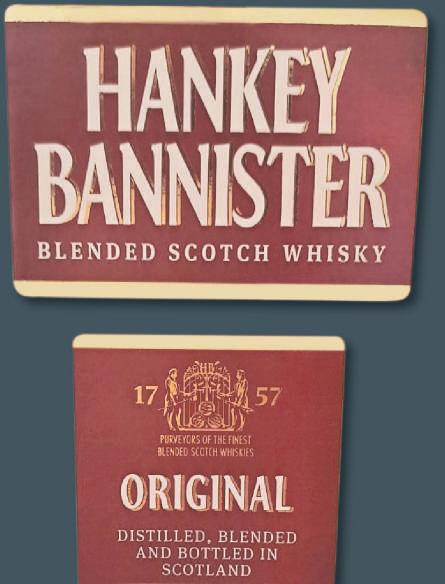 HANKEY
BANNISTER
BLENDED SCOTCH WHISKY
HB
17 57
PURVEYORS OF THE FINEST
BLENDED SCOTCH WHISKIES
ORIGINAL
DISTILLED, BLENDED
AND BOTTLED IN
SCOTLAND